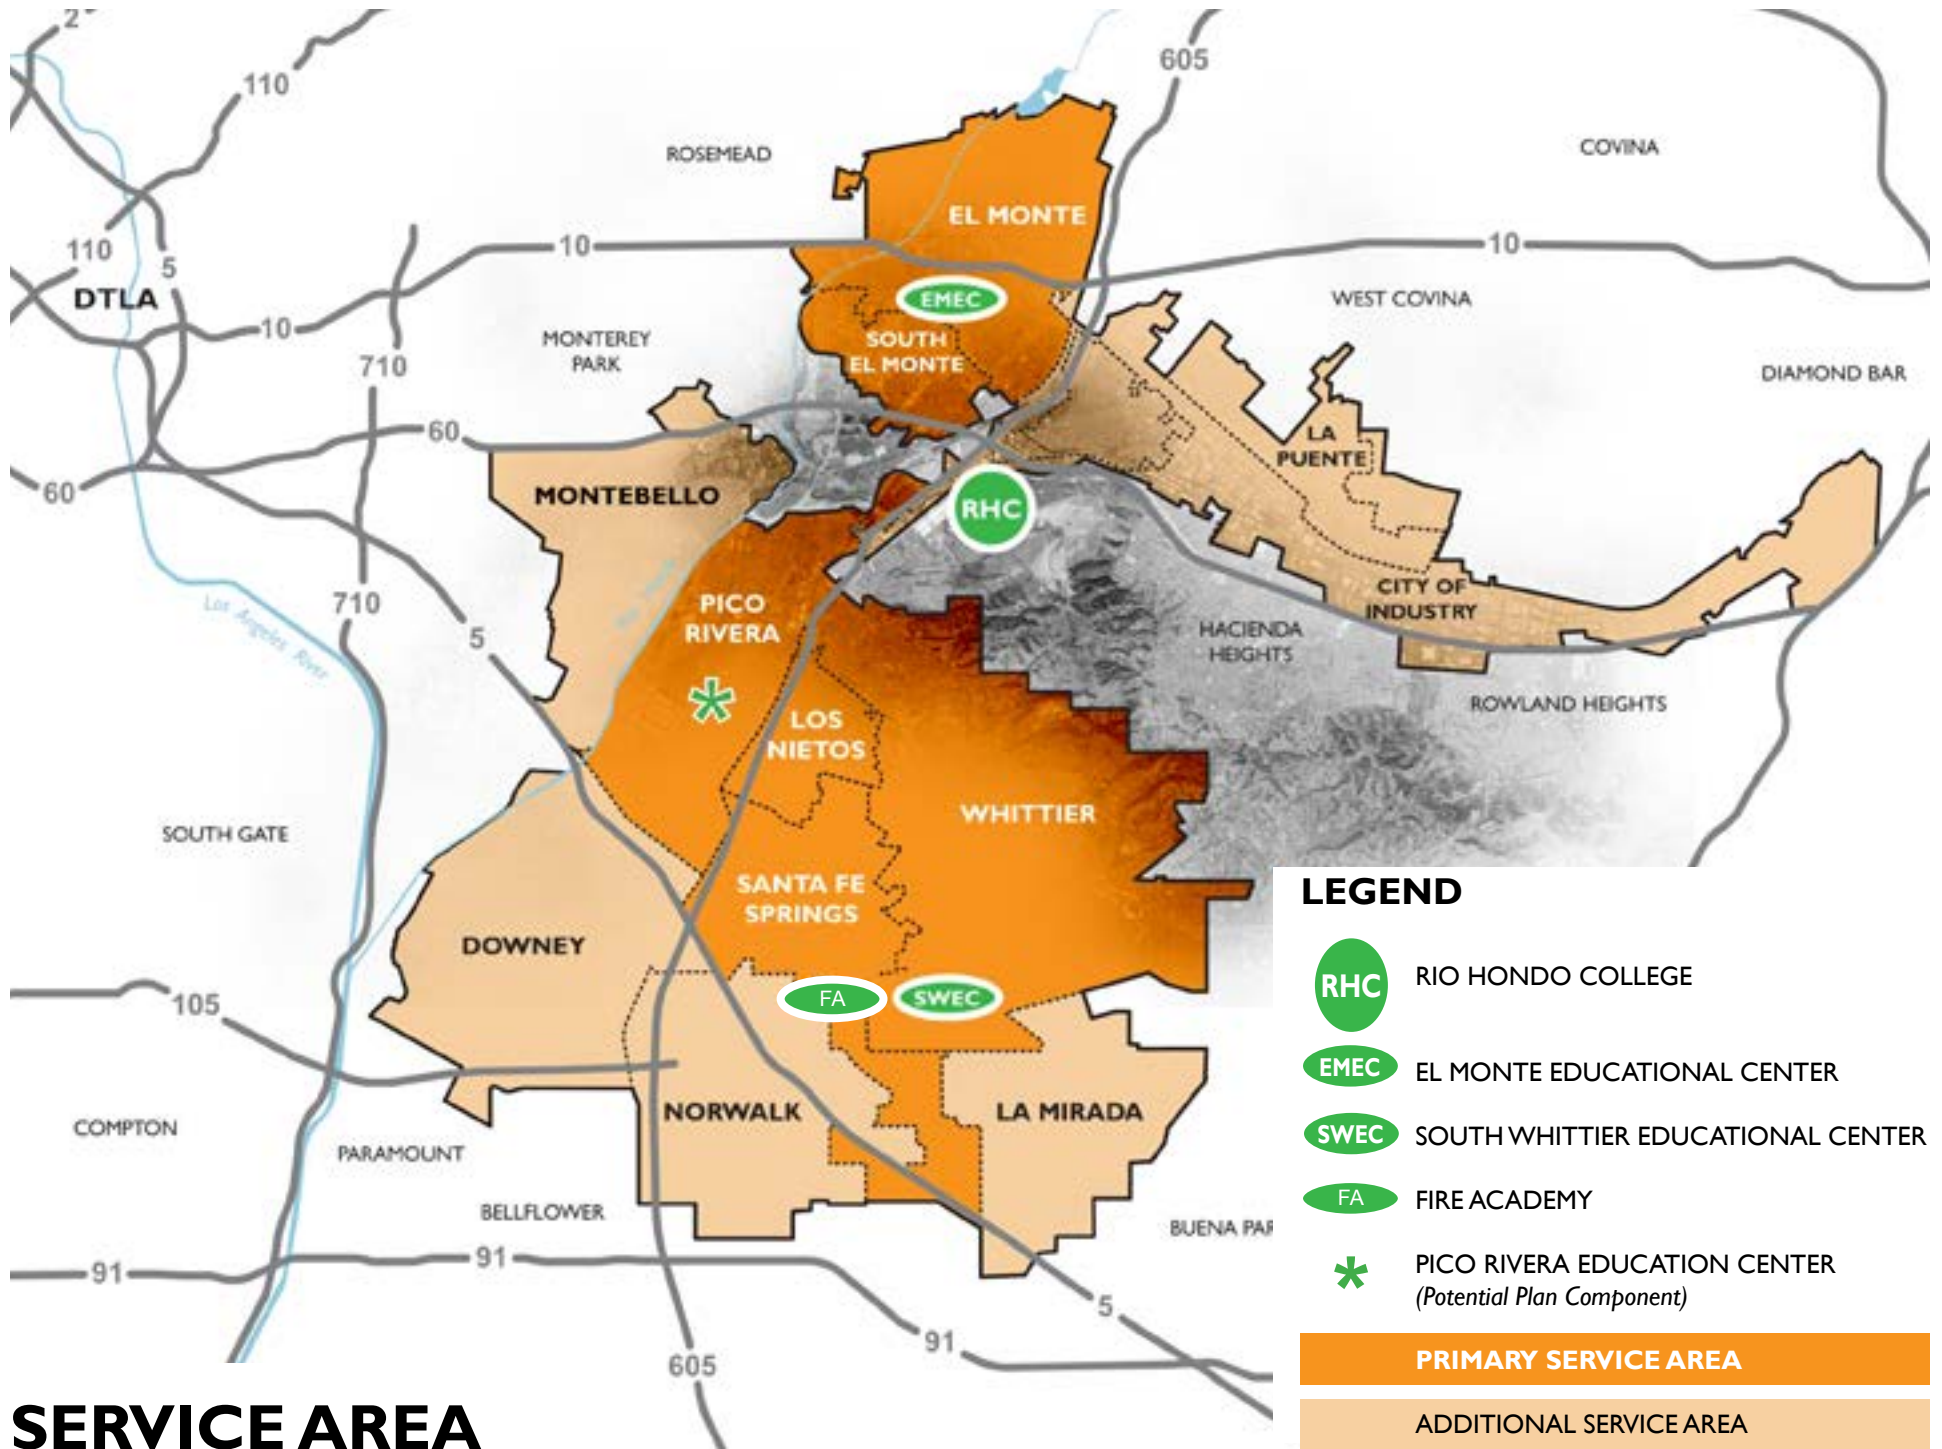 2
110
605
ROSEMEAD
COVINA
EL MONTE
110
5
10
10
DTLA
EMEC
WEST COVINA
10
MONTEREY
PARK
SOUTH
EL MONTE
710
DIAMOND BAR
60
LA
PUENTE
60
MONTEBELLO
RHC
CITY OF
INDUSTRY
710
Los Angeles River
PICO
RIVERA
5
HACIENDA
HEIGHTS
ROWLAND HEIGHTS
LOS
NIETOS
WHITTIER
SOUTH GATE
SANTA FE
SPRINGS
DOWNEY
105
FA
SWEC
NORWALK
LA MIRADA
COMPTON
PARAMOUNT
BELLFLOWER
BUENA PAR
91
91
5
91
605
LEGEND
RHC
RIO HONDO COLLEGE
EMEC
EL MONTE EDUCATIONAL CENTER
SWEC
SOUTH WHITTIER EDUCATIONAL CENTER
FA
FIRE ACADEMY
*
PICO RIVERA EDUCATION CENTER
(Potential Plan Component)
PRIMARY SERVICE AREA
ADDITIONAL SERVICE AREA
SERVICE AREA